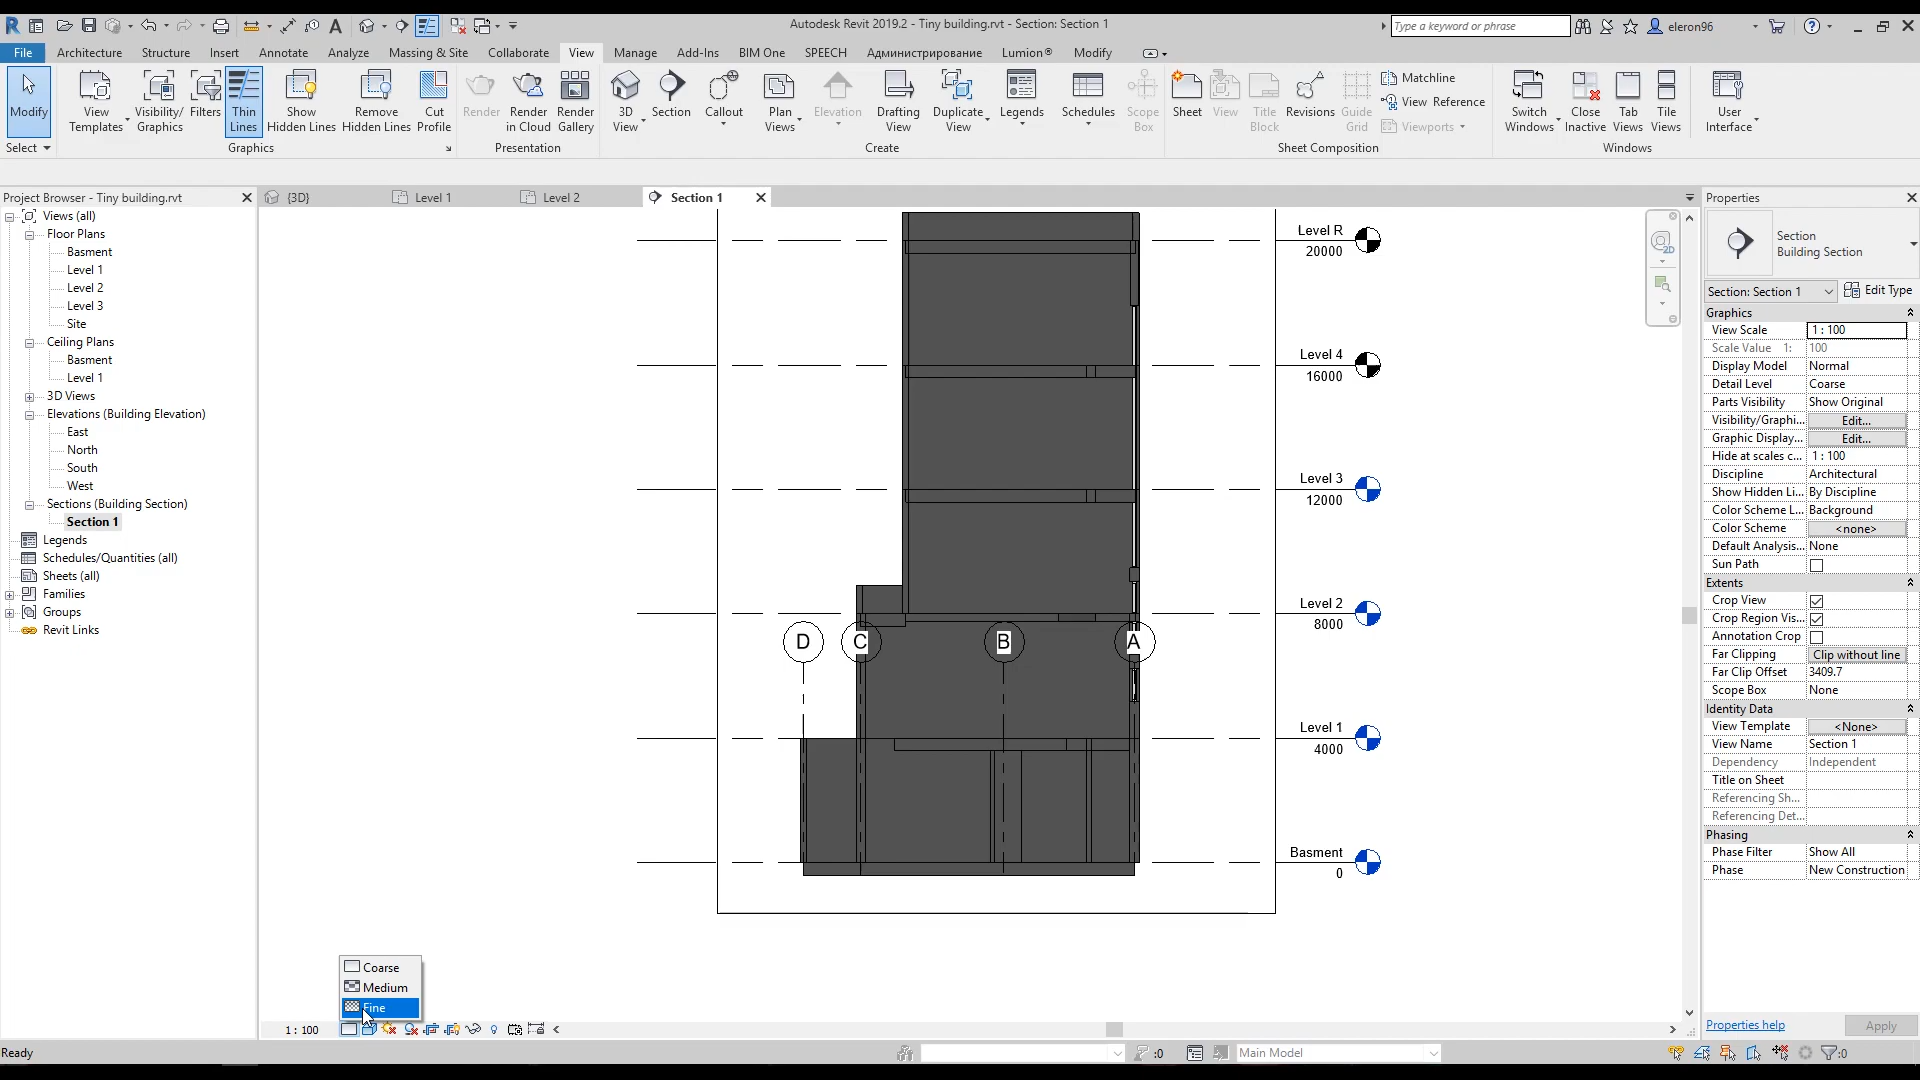 Autodesk Revit 2019.2 - Tiny building.rvt - Section: Section 1
Type a keyword or phrase
eleron96
File Architecture Structure Insert Annotate Analyze Massing & Site Collaborate View Manage Add-Ins BIM One SPEECH Администрирование Lumion® Modify
Modify
View
Templates
Visibility/
Graphics
Filters
Thin
Lines
Show
Hidden Lines
Remove
Hidden Lines
Cut
Profile
Render
Render
in Cloud
Render
Gallery
3D
View
Section
Callout
Plan
Views
Elevation
Drafting
View
Duplicate
View
Legends
Schedules
Scope
Box
Sheet
View
Title
Block
Revisions
Guide
Grid
Matchline
View Reference
Viewports
Switch
Windows
Close
Inactive
Tab
Views
Tile
Views
User
Interface
Select
Graphics
Presentation
Create
Sheet Composition
Windows
Project Browser - Tiny building.rvt
{3D}
Level 1
Level 2
Section 1
Views (all)
Floor Plans
Basment
Level 1
Level 2
Level 3
Site
Ceiling Plans
Basment
Level 1
3D Views
Elevations (Building Elevation)
East
North
South
West
Sections (Building Section)
Section 1
Legends
Schedules/Quantities (all)
Sheets (all)
Families
Groups
Revit Links
Level R
20000
Level 4
16000
Level 3
12000
Level 2
8000
D C B A
Level 1
4000
Basment
0
Coarse
Medium
Fine
1 : 100
Properties
Section
Building Section
Section: Section 1
Edit Type
Graphics
View Scale 1 : 100
Scale Value 1: 100
Display Model Normal
Detail Level Coarse
Parts Visibility Show Original
Visibility/Graphi... Edit...
Graphic Display... Edit...
Hide at scales c... 1 : 100
Discipline Architectural
Show Hidden Li... By Discipline
Color Scheme L... Background
Color Scheme <none>
Default Analysis... None
Sun Path
Extents
Crop View
Crop Region Vis...
Annotation Crop
Far Clipping Clip without line
Far Clip Offset 3409.7
Scope Box None
Identity Data
View Template <None>
View Name Section 1
Dependency Independent
Title on Sheet
Referencing Sh...
Referencing Det...
Phasing
Phase Filter Show All
Phase New Construction
Properties help
Apply
Ready
:0
Main Model
:0